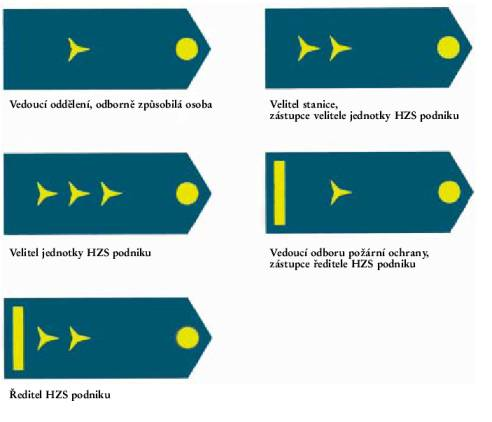 Vedoucí oddělení, odborně způsobilá osoba
Velitel stanice,
zástupce velitele jednotky HZS podniku
Velitel jednotky HZS podniku
Vedoucí odboru požární ochrany,
zástupce ředitele HZS podniku
Ředitel HZS podniku